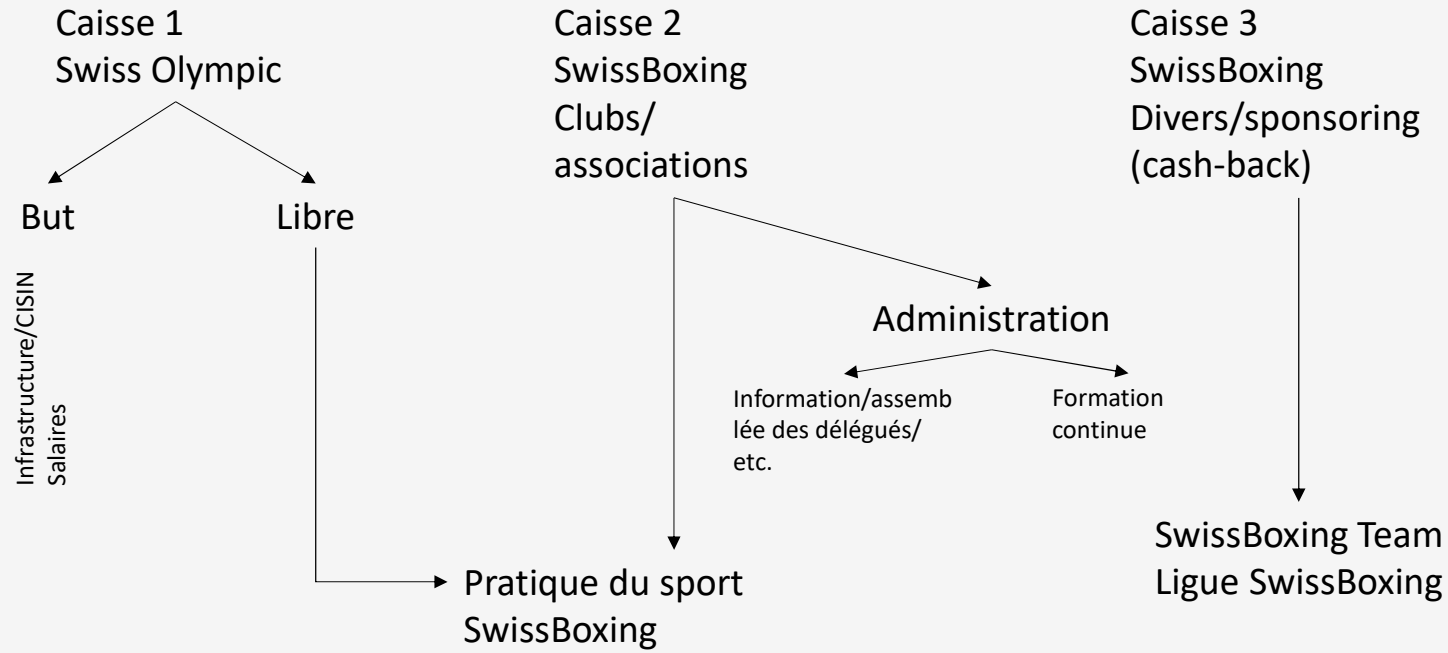 Caisse 1
Swiss Olympic
Caisse 2
SwissBoxing
Clubs/
associations
Caisse 3
SwissBoxing
Divers/sponsoring
(cash-back)
But
Libre
Infrastructure/CISIN
Salaires
Administration
Information/assemb
lée des délégués/
etc.
Formation
continue
Pratique du sport
SwissBoxing
SwissBoxing Team
Ligue SwissBoxing